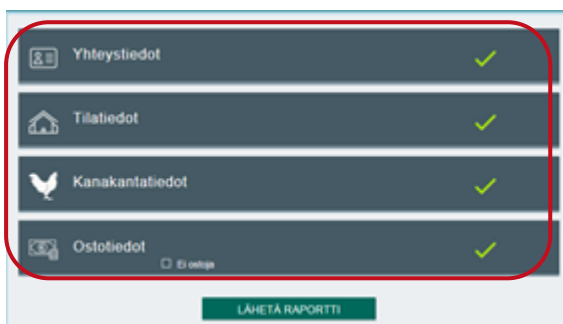 Yhteystiedot
Tilatiedot
Kanakantatiedot
Ostotiedot
Ei ostoja
LÄHETÄ RAPORTTI